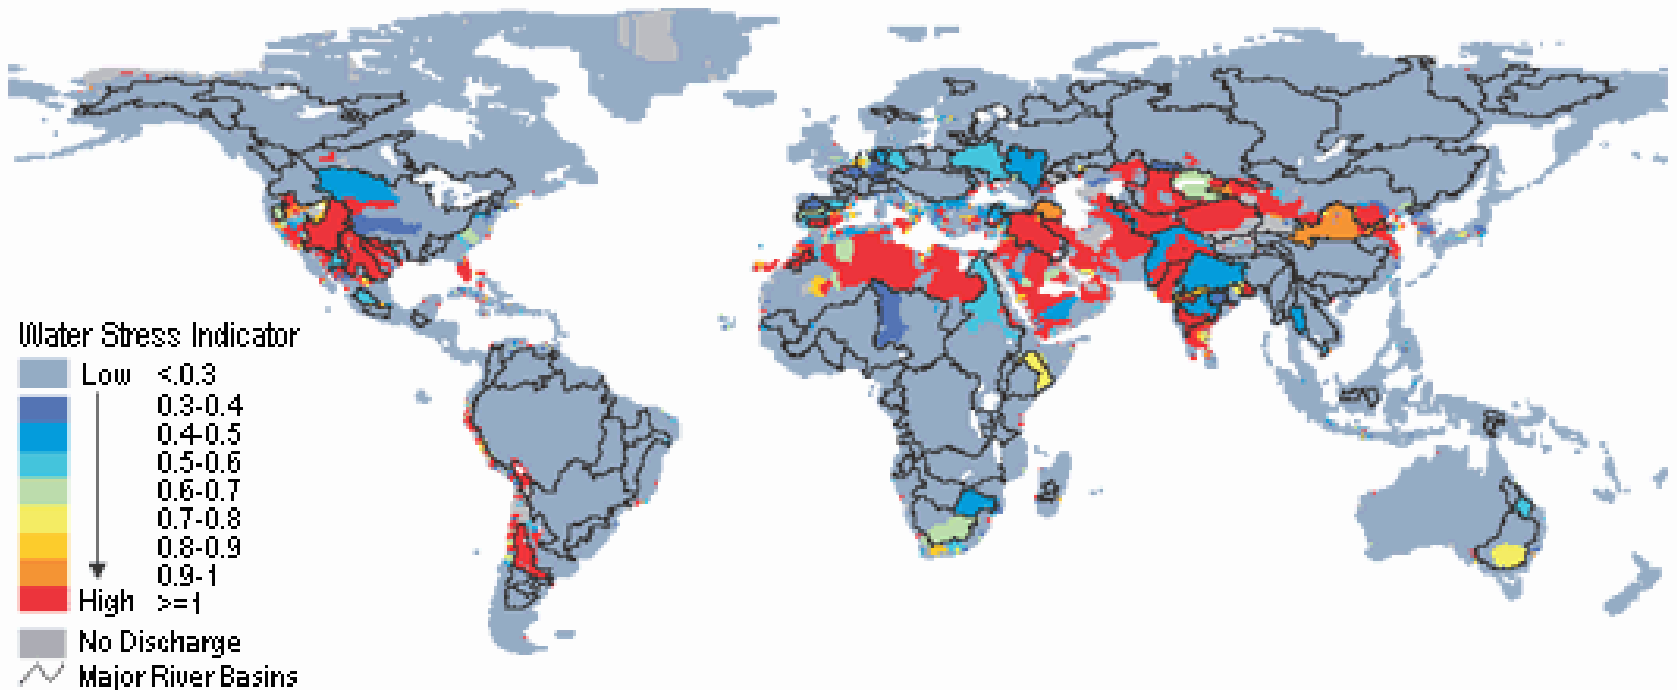 Water Stress Indicator
Low <.0.3
0.3-0.4
0.4-0.5
0.5-0.6
0.6-0.7
0.7-0.8
0.8-0.9
0.9-1
High >=1
No Discharge
Major River Basins